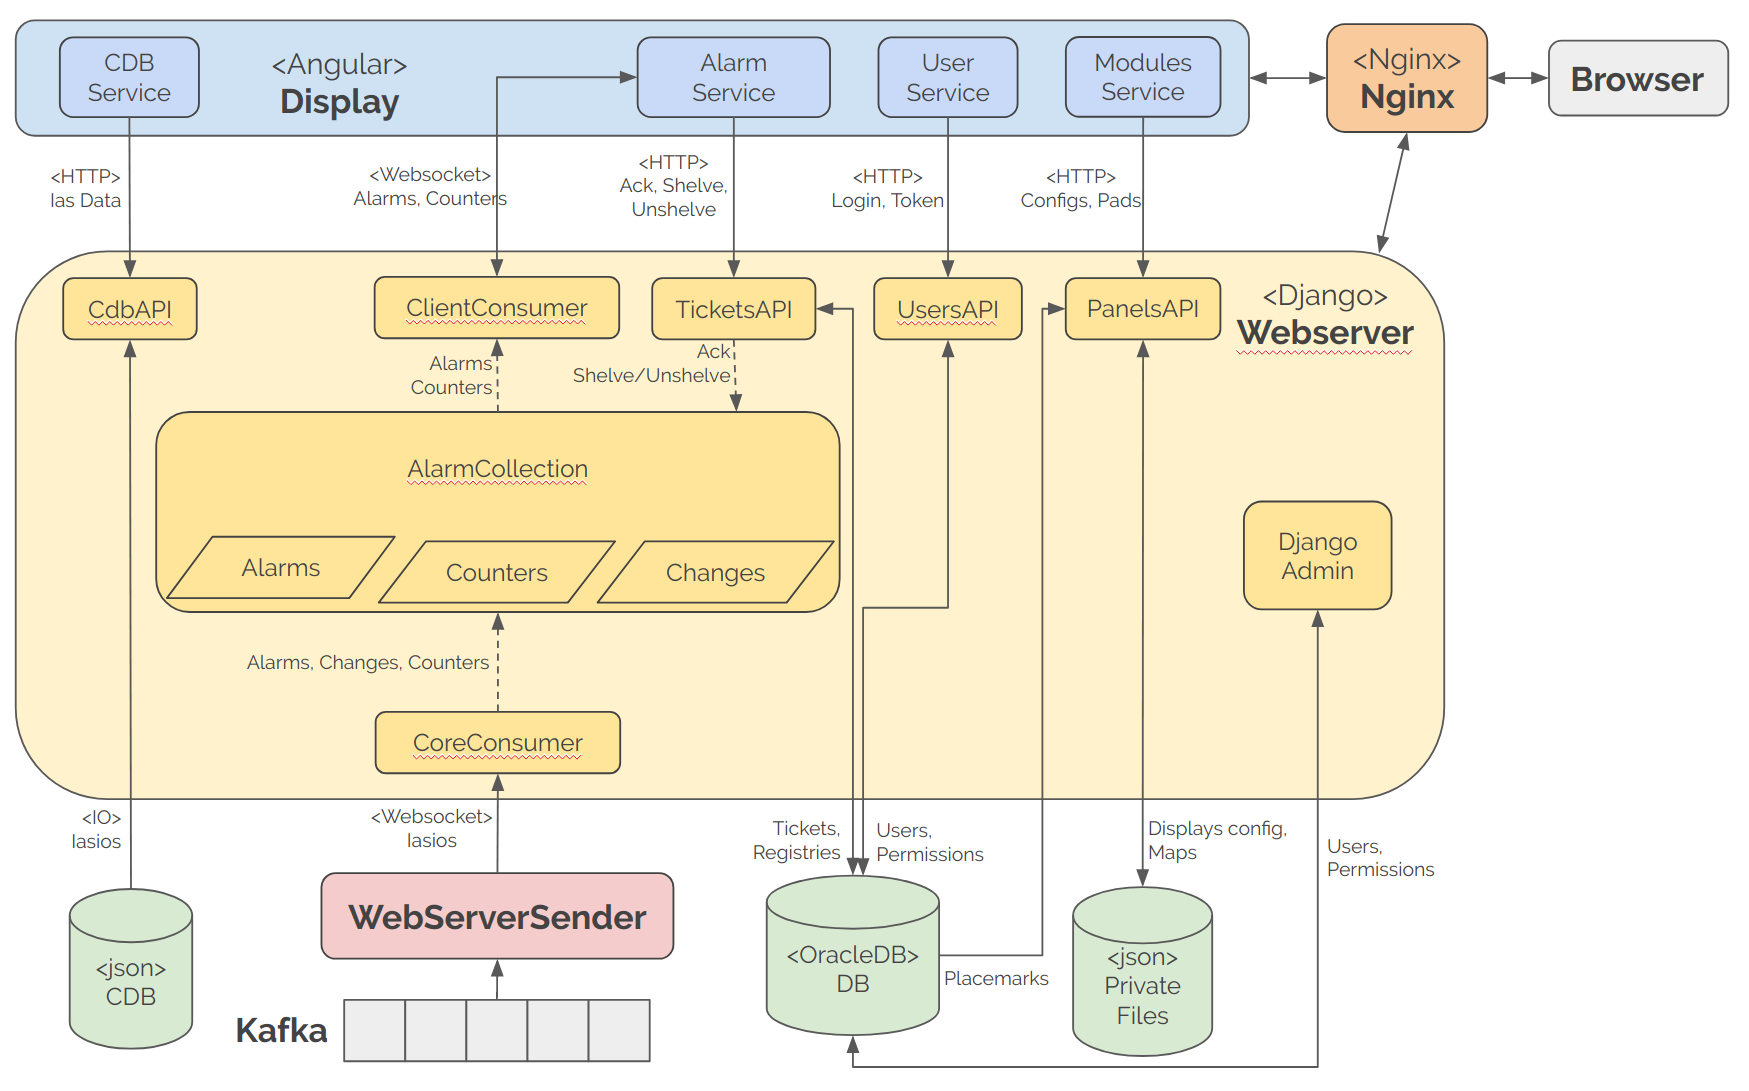 CDB
Service
<Angular>
Display
Alarm
Service
User
Service
Modules
Service
<Nginx>
Nginx
Browser
<HTTP>
Ias Data
<Websocket>
Alarms, Counters
<HTTP>
Ack, Shelve,
Unshelve
<HTTP>
Login, Token
<HTTP>
Configs, Pads
CdbAPI
ClientConsumer
TicketsAPI
UsersAPI
PanelsAPI
<Django>
Webserver
Alarms
Counters
Ack
Shelve/Unshelve
AlarmCollection
Alarms
Counters
Changes
Django
Admin
Alarms, Changes, Counters
CoreConsumer
<IO>
Iasios
<Websocket>
Iasios
Tickets,
Registries
Users,
Permissions
Displays config,
Maps
Users,
Permissions
WebServerSender
<json>
CDB
<OracleDB>
DB
Placemarks
<json>
Private
Files
Kafka